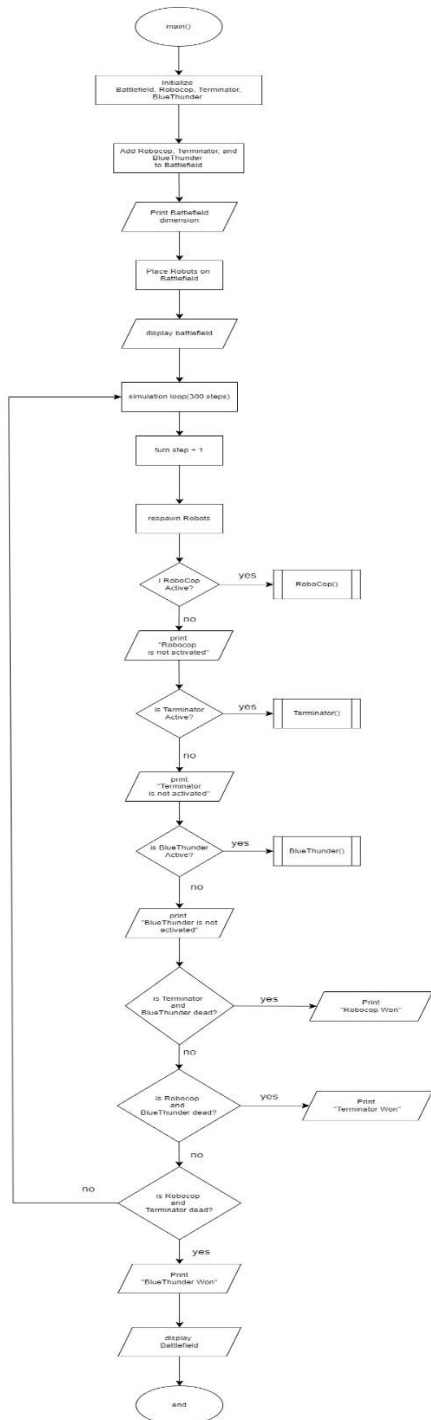 main()
Initialize
Battlefield, Robocop, Terminator,
BlueThunder
Add Robocop, Terminator, and
BlueThunder
to Battlefield
Print Battlefield
dimension
Place Robots on
Battlefield
display battlefield
simulation loop(300 steps)
turn step + 1
respawn Robots
I RoboCop
Active?
yes
RoboCop()
no
print
"Robocop
is not activated"
is Terminator
Active?
yes
Terminator()
no
print
"Terminator
is not activated"
is BlueThunder
Active?
yes
BlueThunder()
no
print
"BlueThunder is not
activated"
is Terminator
and
BlueThunder dead?
yes
Print
"Robocop Won"
no
is Robocop
and
BlueThunder dead?
yes
Print
"Terminator Won"
no
is Robocop
and
Terminator dead?
no
yes
Print
"BlueThunder Won"
display
Battlefield
end